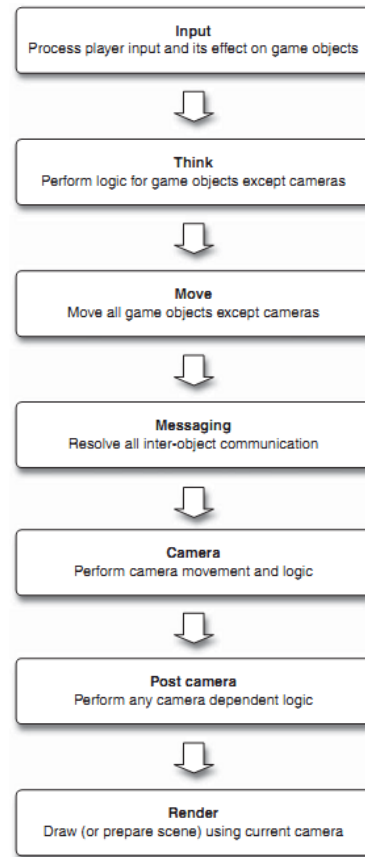 Input
Process player input and its effect on game objects
Think
Perform logic for game objects except cameras
Move
Move all game objects except cameras
Messaging
Resolve all inter-object communication
Camera
Perform camera movement and logic
Post camera
Perform any camera dependent logic
Render
Draw (or prepare scene) using current camera